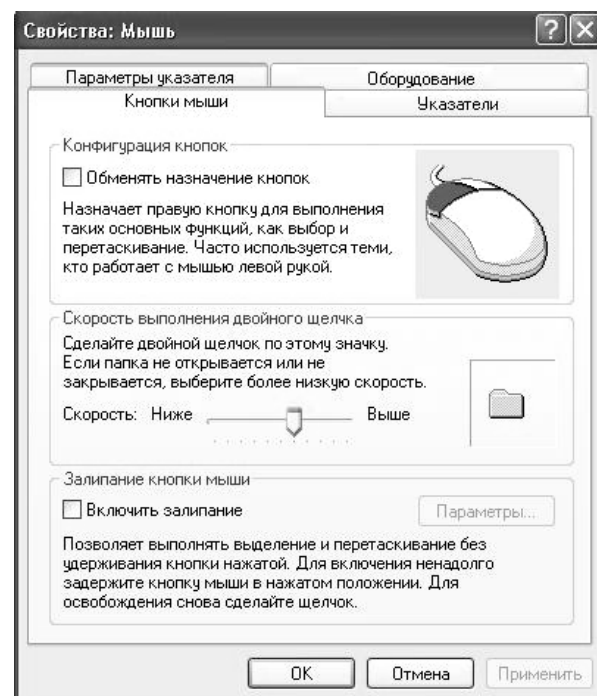 Свойства: Мышь
Параметры указателя
Оборудование
Кнопки мыши
Указатели
Конфигурация кнопок
Обменять назначение кнопок
Назначает правую кнопку для выполнения
таких основных функций, как выбор и
перетаскивание. Часто используется теми,
кто работает с мышью левой рукой.
Скорость выполнения двойного щелчка
Сделайте двойной щелчок по этому значку.
Если папка не открывается или не
закрывается, выберите более низкую скорость.
Скорость: Ниже Выше
Залипание кнопки мыши
Включить залипание
Параметры...
Позволяет выполнять выделение и перетаскивание без
удерживания кнопки нажатой. Для включения ненадолго
задержите кнопку мыши в нажатом положении. Для
освобождения снова сделайте щелчок.
OK Отмена Применить